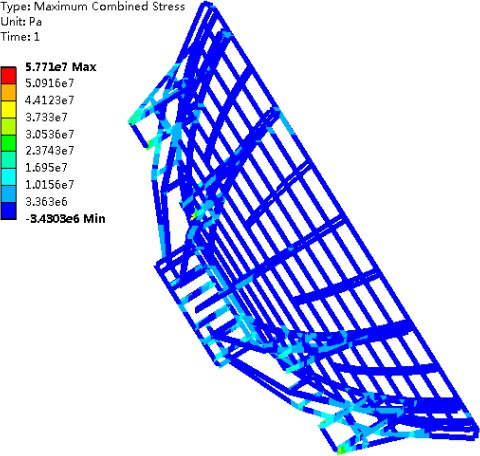 Type: Maximum Combined Stress
Unit: Pa
Time: 1
5.771e7 Max
5.0916e7
4.4123e7
3.733e7
3.0536e7
2.3743e7
1.695e7
1.0156e7
3.363e6
-3.4303e6 Min